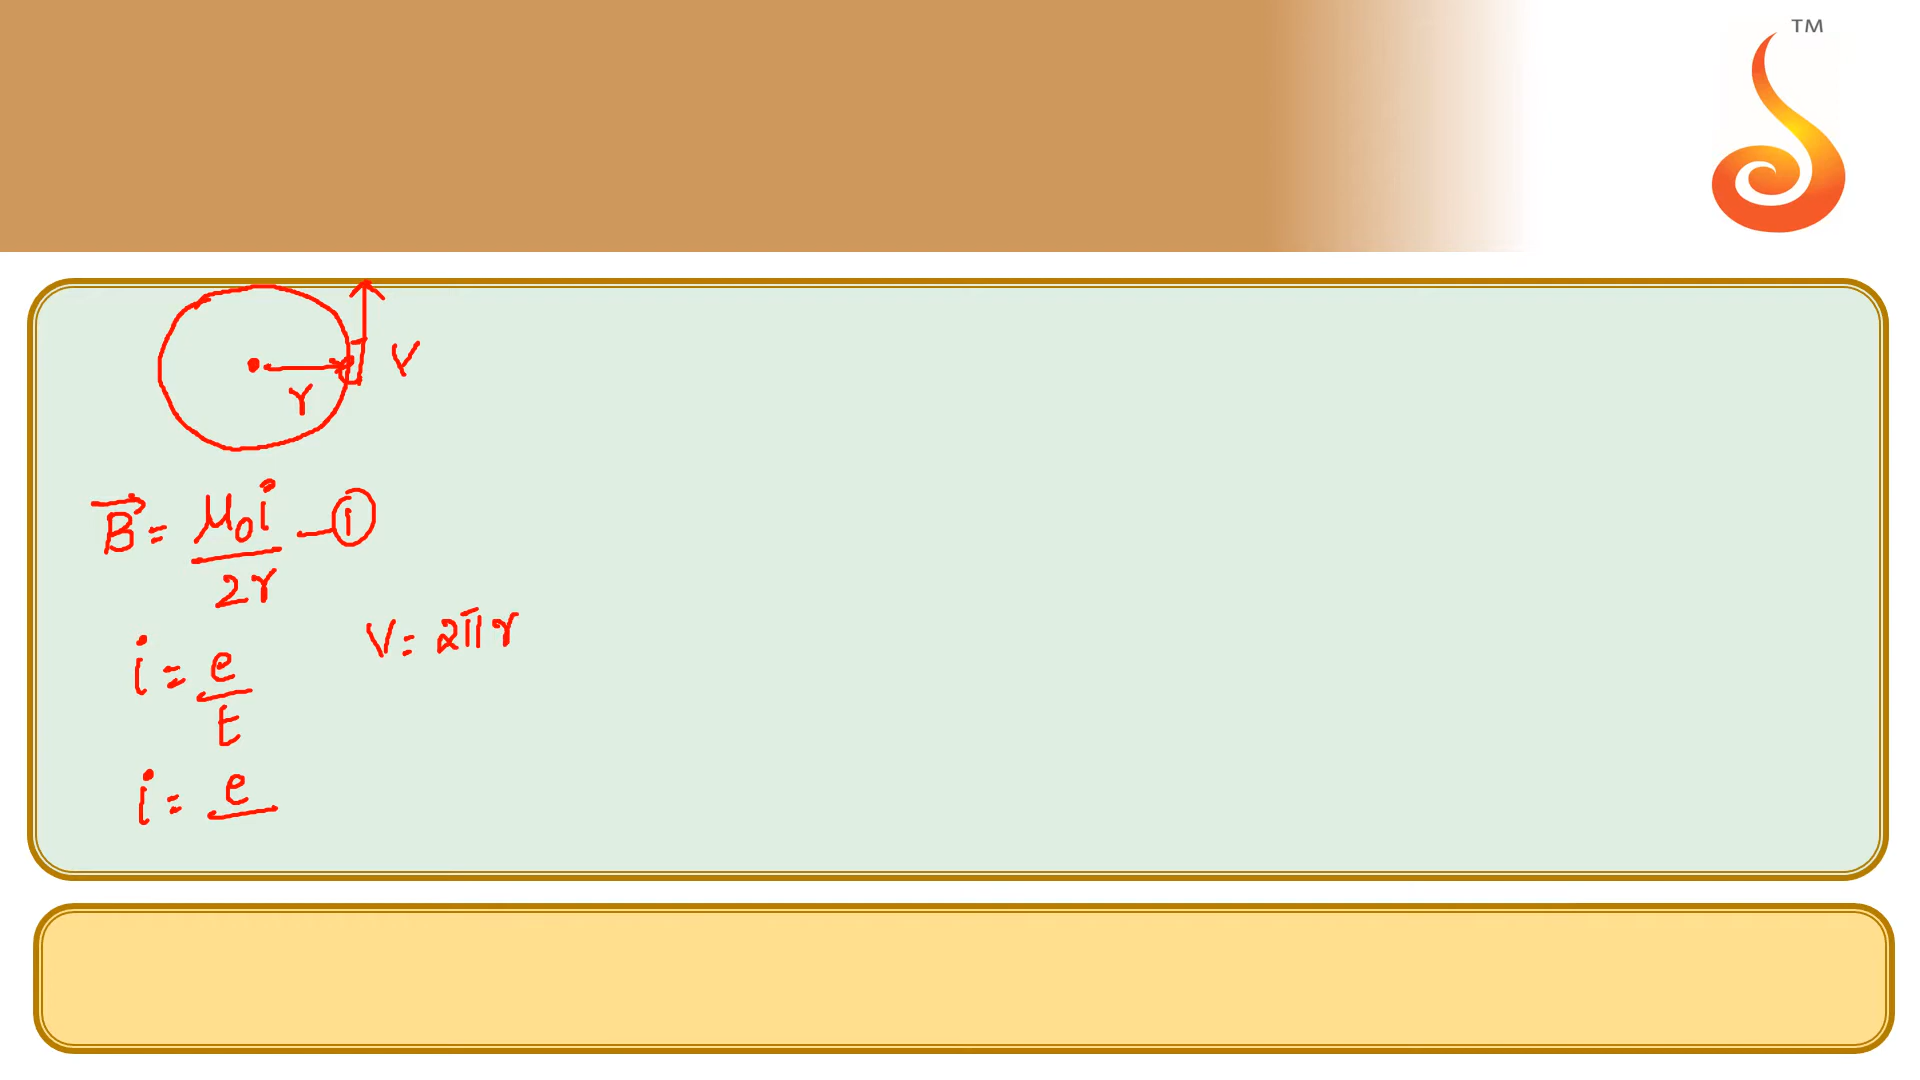 TM
V
r
B⃗ = μ₀i / 2r — ①
V = 2πr
i = e / t
i = e